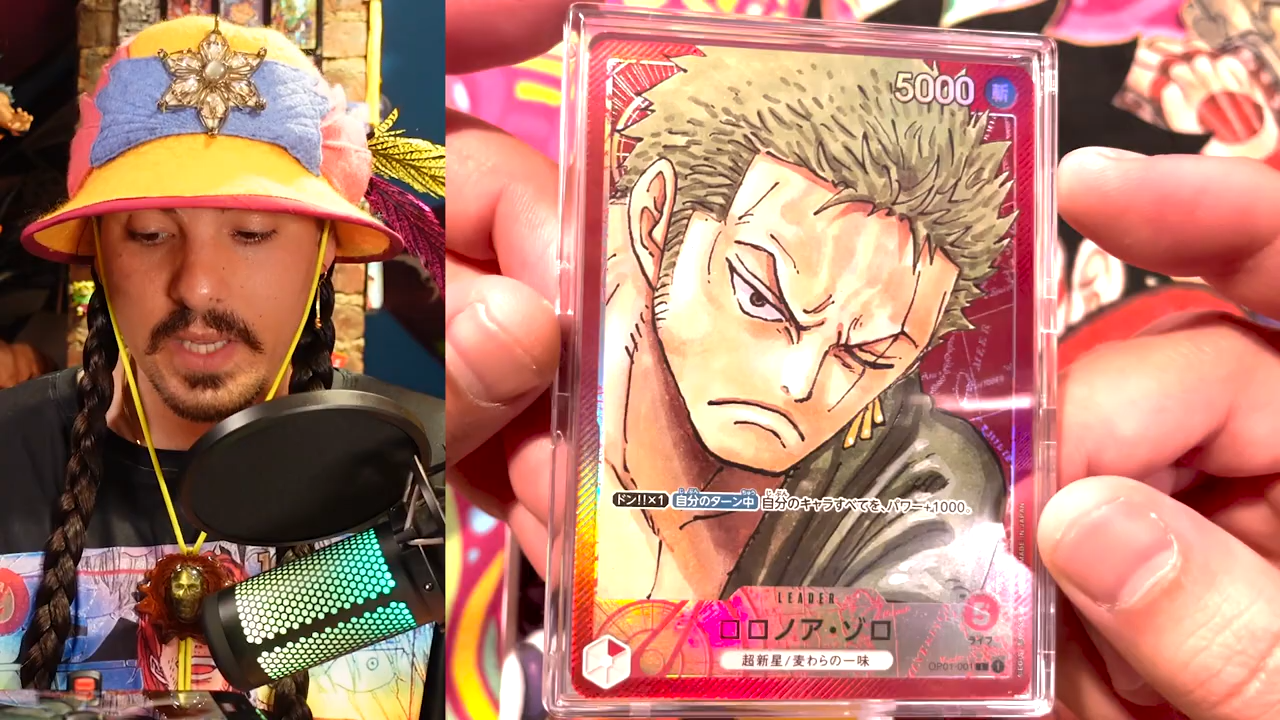 5000 斬
ドン!!×1 自分のターン中 自分のキャラすべてを、パワー+1000。
LEADER
ロロノア・ゾロ
ライフ
超新星/麦わらの一味
OP01-001 L